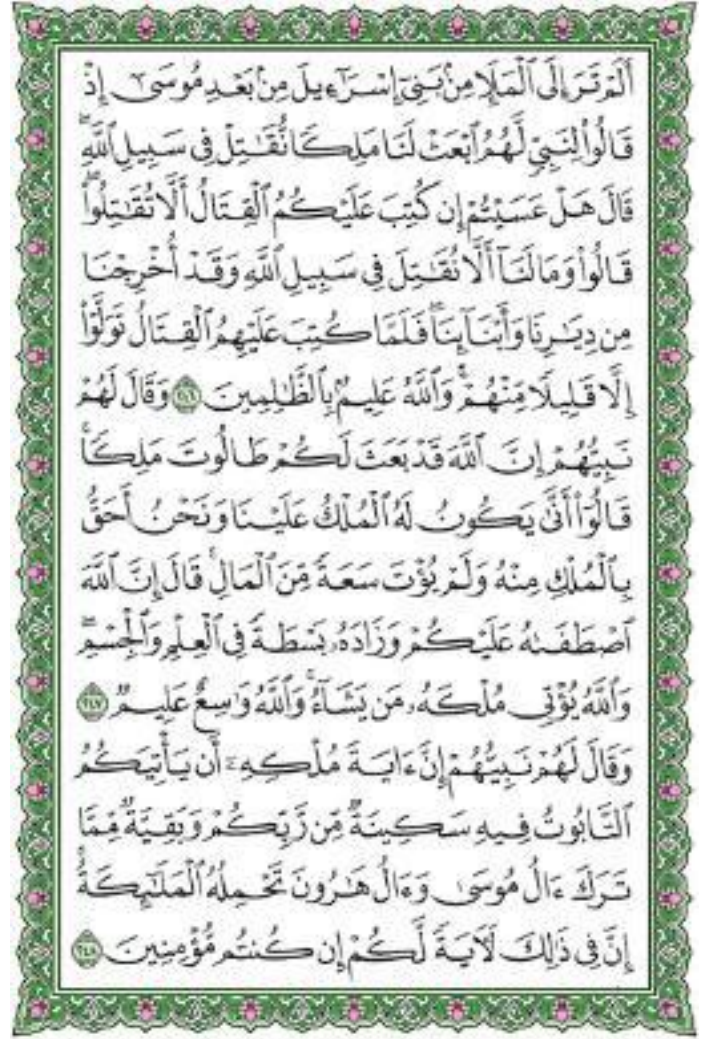 أَلَمْ تَرَ إِلَى ٱلْمَلَإِ مِنۢ بَنِىٓ إِسْرَٰٓءِيلَ مِنۢ بَعْدِ مُوسَىٰٓ إِذْ
قَالُوا۟ لِنَبِىٍّ لَّهُمُ ٱبْعَثْ لَنَا مَلِكًا نُّقَٰتِلْ فِى سَبِيلِ ٱللَّهِ ۖ
قَالَ هَلْ عَسَيْتُمْ إِن كُتِبَ عَلَيْكُمُ ٱلْقِتَالُ أَلَّا تُقَٰتِلُوا۟ ۖ
قَالُوا۟ وَمَا لَنَآ أَلَّا نُقَٰتِلَ فِى سَبِيلِ ٱللَّهِ وَقَدْ أُخْرِجْنَا
مِن دِيَٰرِنَا وَأَبْنَآئِنَا ۖ فَلَمَّا كُتِبَ عَلَيْهِمُ ٱلْقِتَالُ تَوَلَّوْا۟
إِلَّا قَلِيلًا مِّنْهُمْ ۗ وَٱللَّهُ عَلِيمٌۢ بِٱلظَّٰلِمِينَ ٢٤٦ وَقَالَ لَهُمْ
نَبِيُّهُمْ إِنَّ ٱللَّهَ قَدْ بَعَثَ لَكُمْ طَالُوتَ مَلِكًا ۚ
قَالُوٓا۟ أَنَّىٰ يَكُونُ لَهُ ٱلْمُلْكُ عَلَيْنَا وَنَحْنُ أَحَقُّ
بِٱلْمُلْكِ مِنْهُ وَلَمْ يُؤْتَ سَعَةً مِّنَ ٱلْمَالِ ۚ قَالَ إِنَّ ٱللَّهَ
ٱصْطَفَىٰهُ عَلَيْكُمْ وَزَادَهُۥ بَسْطَةً فِى ٱلْعِلْمِ وَٱلْجِسْمِ ۖ
وَٱللَّهُ يُؤْتِى مُلْكَهُۥ مَن يَشَآءُ ۚ وَٱللَّهُ وَٰسِعٌ عَلِيمٌ ٢٤٧
وَقَالَ لَهُمْ نَبِيُّهُمْ إِنَّ ءَايَةَ مُلْكِهِۦٓ أَن يَأْتِيَكُمُ
ٱلتَّابُوتُ فِيهِ سَكِينَةٌ مِّن رَّبِّكُمْ وَبَقِيَّةٌ مِّمَّا
تَرَكَ ءَالُ مُوسَىٰ وَءَالُ هَٰرُونَ تَحْمِلُهُ ٱلْمَلَٰٓئِكَةُ ۚ
إِنَّ فِى ذَٰلِكَ لَءَايَةً لَّكُمْ إِن كُنتُم مُّؤْمِنِينَ ٢٤٨